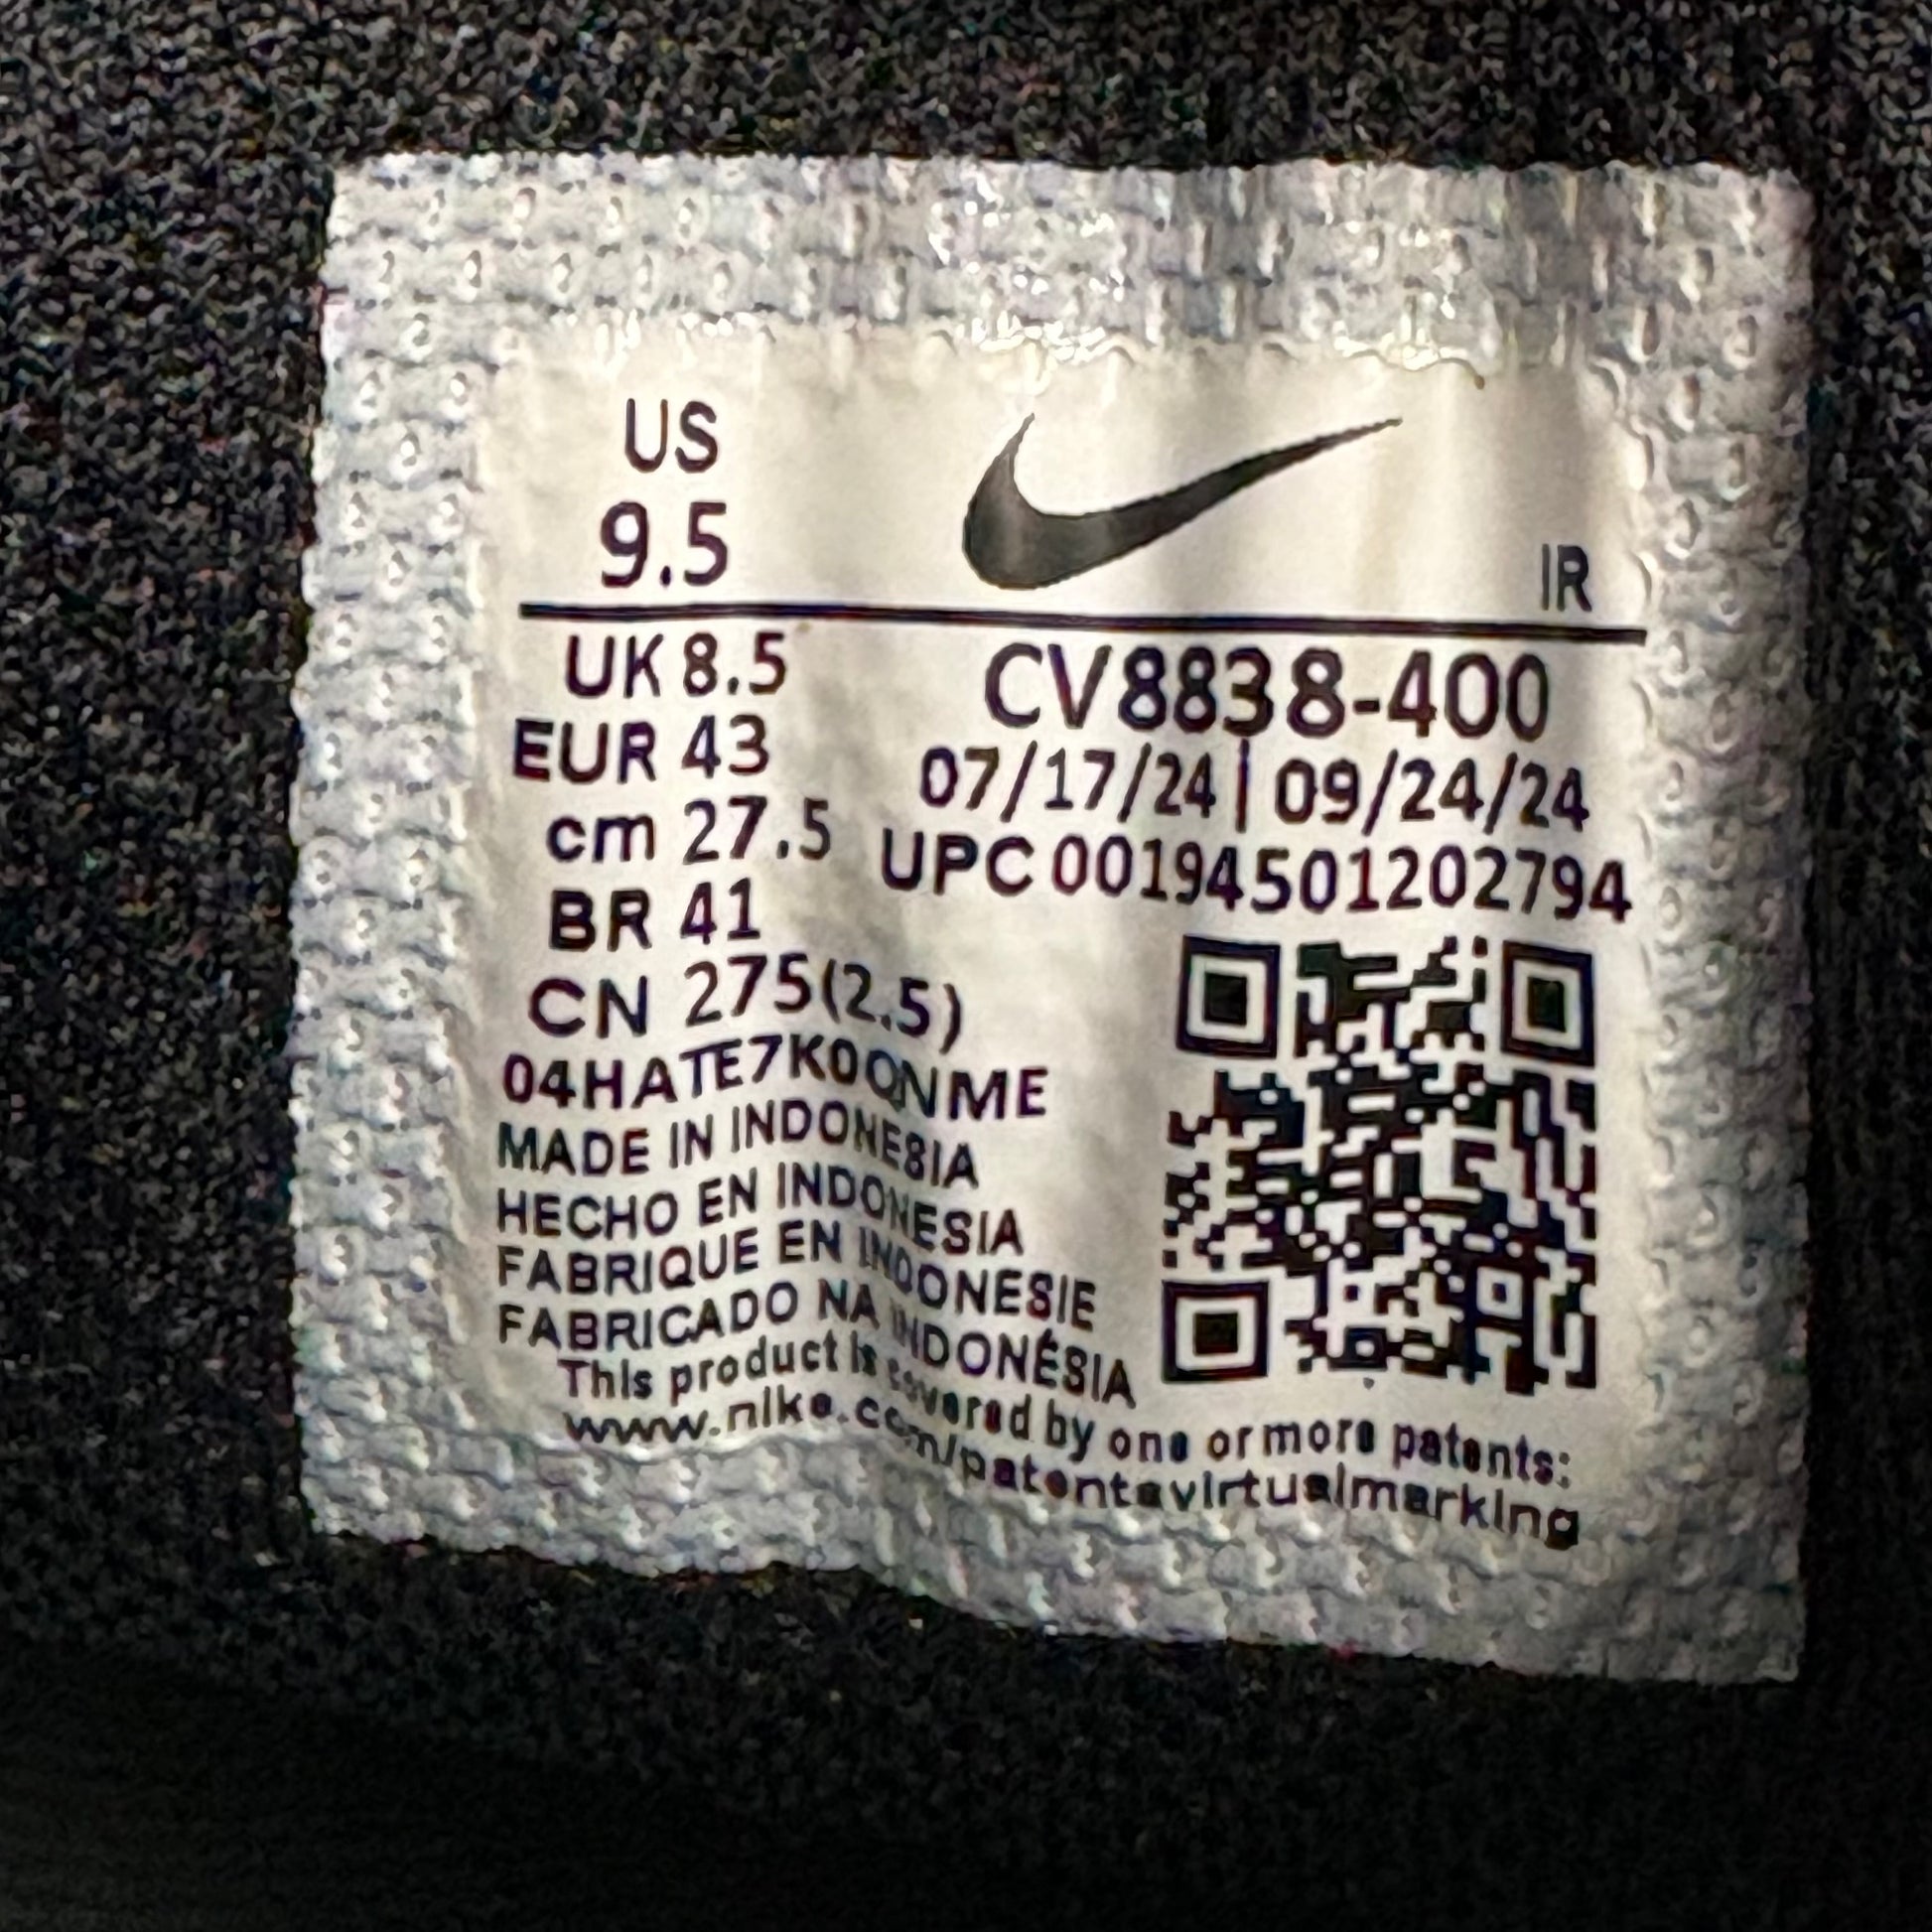 US
9.5
IR
UK 8.5
EUR 43
cm 27.5
BR 41
CN 275(2.5)
CV8838-400
07/17/24 | 09/24/24
UPC 00194501202794
04HATE7K0QNME
MADE IN INDONESIA
HECHO EN INDONESIA
FABRIQUE EN INDONESIE
FABRICADO NA INDONÉSIA
This product is covered by one or more patents:
www.nike.com/patentsvirtualmarking